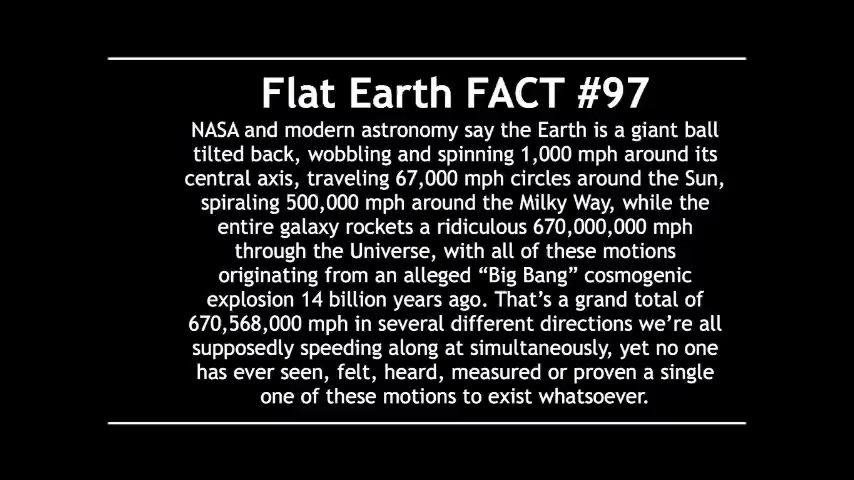 Flat Earth FACT #97
NASA and modern astronomy say the Earth is a giant ball
tilted back, wobbling and spinning 1,000 mph around its
central axis, traveling 67,000 mph circles around the Sun,
spiraling 500,000 mph around the Milky Way, while the
entire galaxy rockets a ridiculous 670,000,000 mph
through the Universe, with all of these motions
originating from an alleged “Big Bang” cosmogenic
explosion 14 billion years ago. That’s a grand total of
670,568,000 mph in several different directions we’re all
supposedly speeding along at simultaneously, yet no one
has ever seen, felt, heard, measured or proven a single
one of these motions to exist whatsoever.